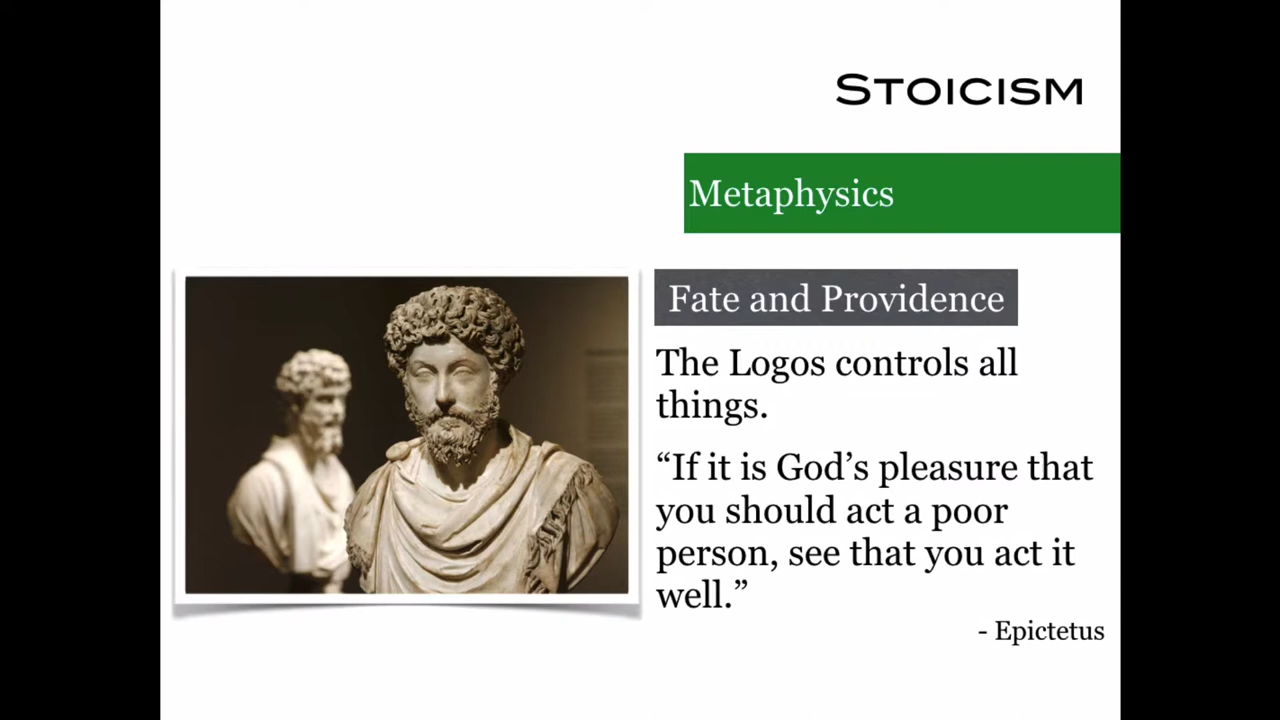 STOICISM
Metaphysics
Fate and Providence
The Logos controls all
things.
“If it is God’s pleasure that
you should act a poor
person, see that you act it
well.”
- Epictetus